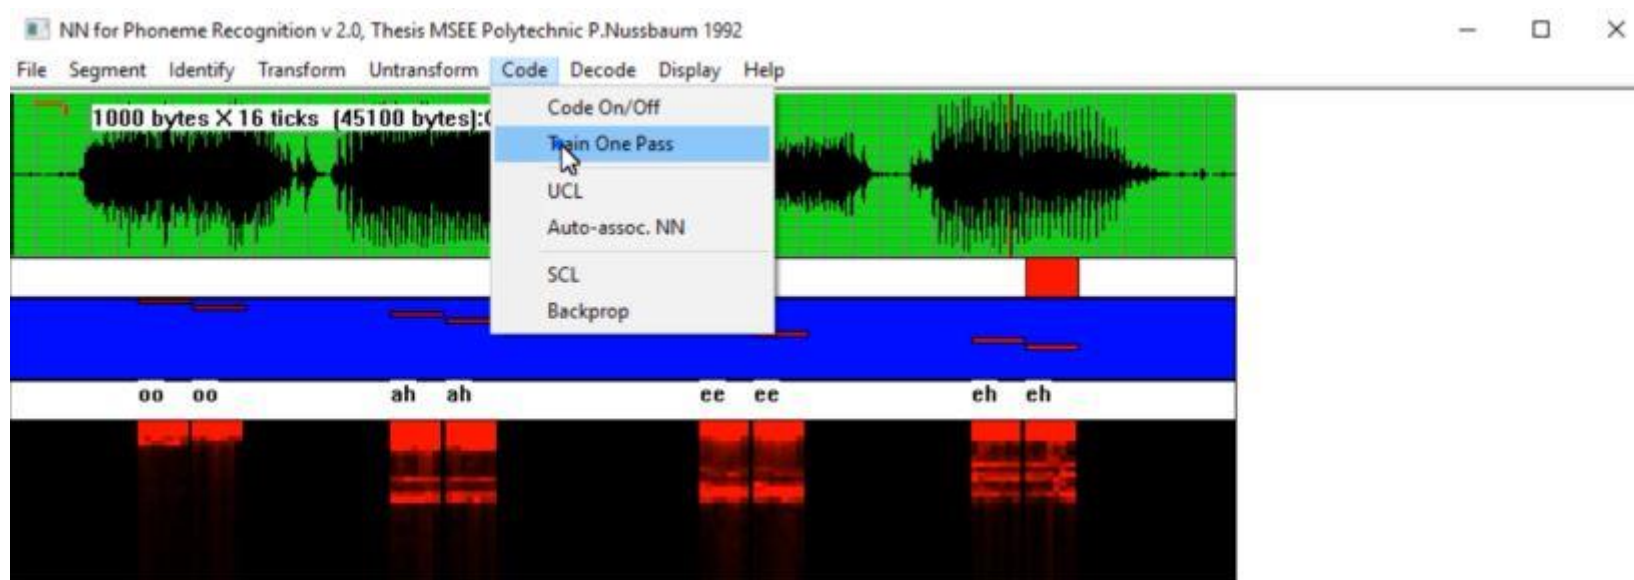 NN for Phoneme Recognition v 2.0, Thesis MSEE Polytechnic P.Nussbaum 1992
File Segment Identify Transform Untransform Code Decode Display Help
1000 bytes X 16 ticks (45100 bytes):
Code On/Off
Train One Pass
UCL
Auto-assoc. NN
SCL
Backprop
oo oo ah ah ee ee eh eh